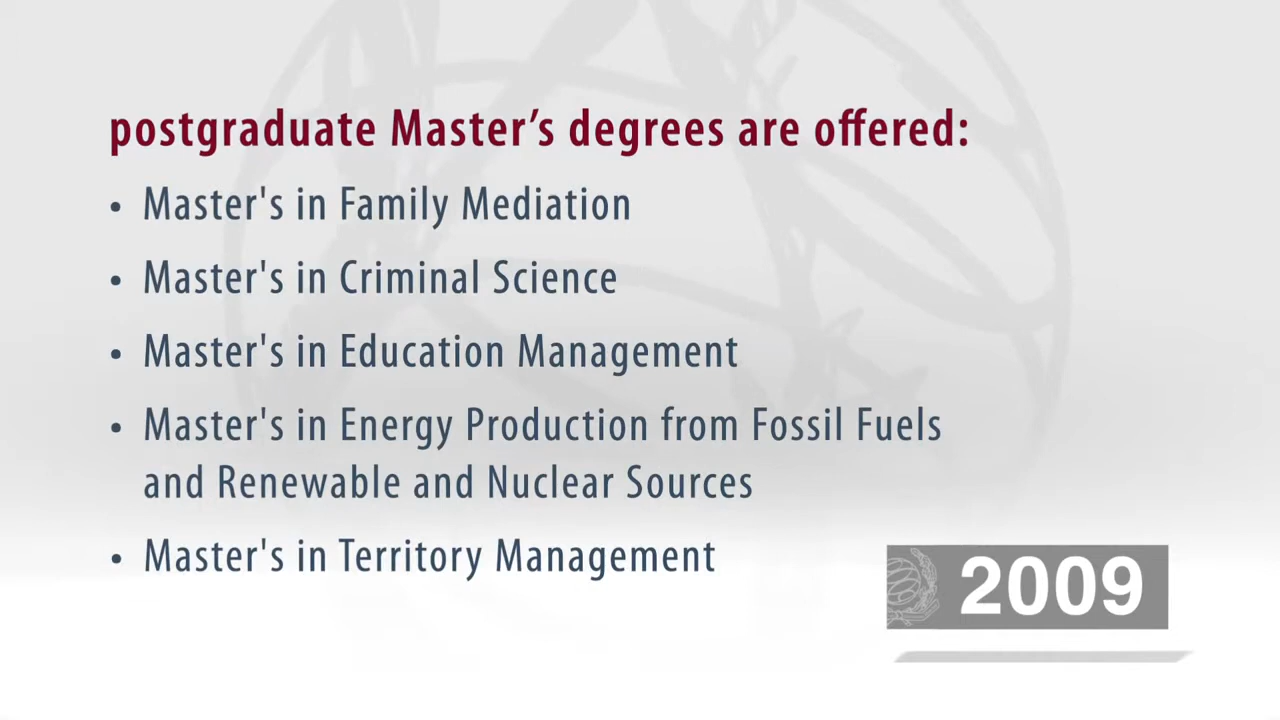 postgraduate Master’s degrees are offered:
• Master's in Family Mediation
• Master's in Criminal Science
• Master's in Education Management
• Master's in Energy Production from Fossil Fuels
and Renewable and Nuclear Sources
• Master's in Territory Management
2009